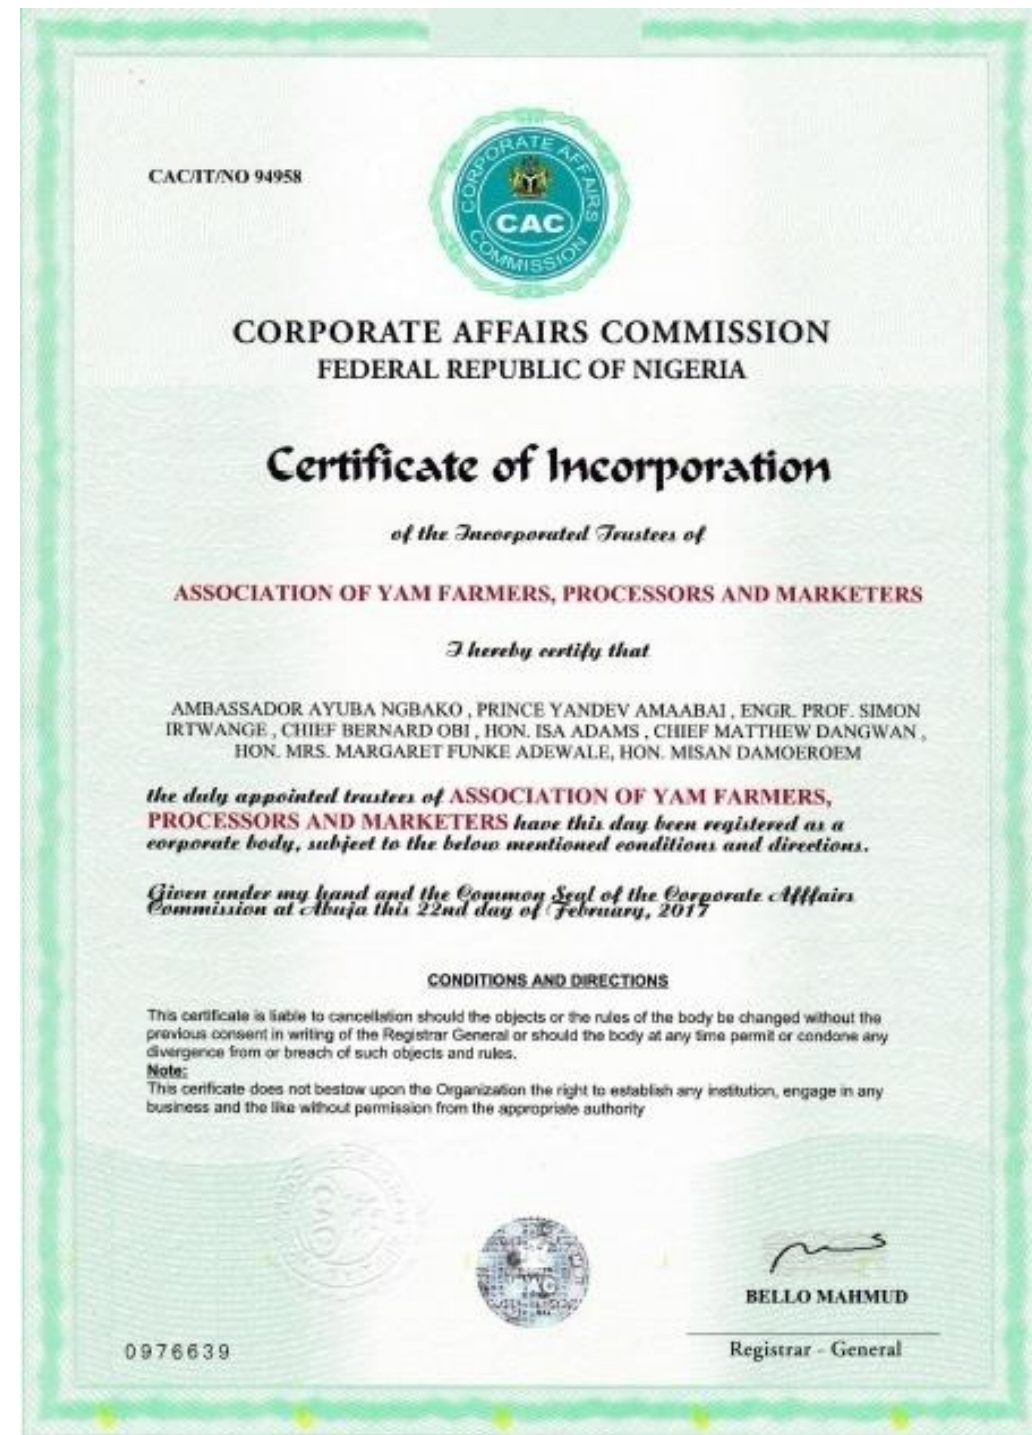 CAC/IT/NO 94958
CORPORATE AFFAIRS COMMISSION
CAC
CORPORATE AFFAIRS COMMISSION
FEDERAL REPUBLIC OF NIGERIA
Certificate of Incorporation
of the Incorporated Trustees of
ASSOCIATION OF YAM FARMERS, PROCESSORS AND MARKETERS
I hereby certify that
AMBASSADOR AYUBA NGBAKO , PRINCE YANDEV AMAABAI , ENGR. PROF. SIMON
IRTWANGE , CHIEF BERNARD OBI , HON. ISA ADAMS , CHIEF MATTHEW DANGWAN ,
HON. MRS. MARGARET FUNKE ADEWALE, HON. MISAN DAMOEROEM
the duly appointed trustees of ASSOCIATION OF YAM FARMERS,
PROCESSORS AND MARKETERS have this day been registered as a
corporate body, subject to the below mentioned conditions and directions.
Given under my hand and the Common Seal of the Corporate Afffairs
Commission at Abuja this 22nd day of February, 2017
CONDITIONS AND DIRECTIONS
This certificate is liable to cancellation should the objects or the rules of the body be changed without the
previous consent in writing of the Registrar General or should the body at any time permit or condone any
divergence from or breach of such objects and rules.
Note:
This cerificate does not bestow upon the Organization the right to establish any institution, engage in any
business and the like without permission from the appropriate authority
CAC
BELLO MAHMUD
Registrar - General
0976639